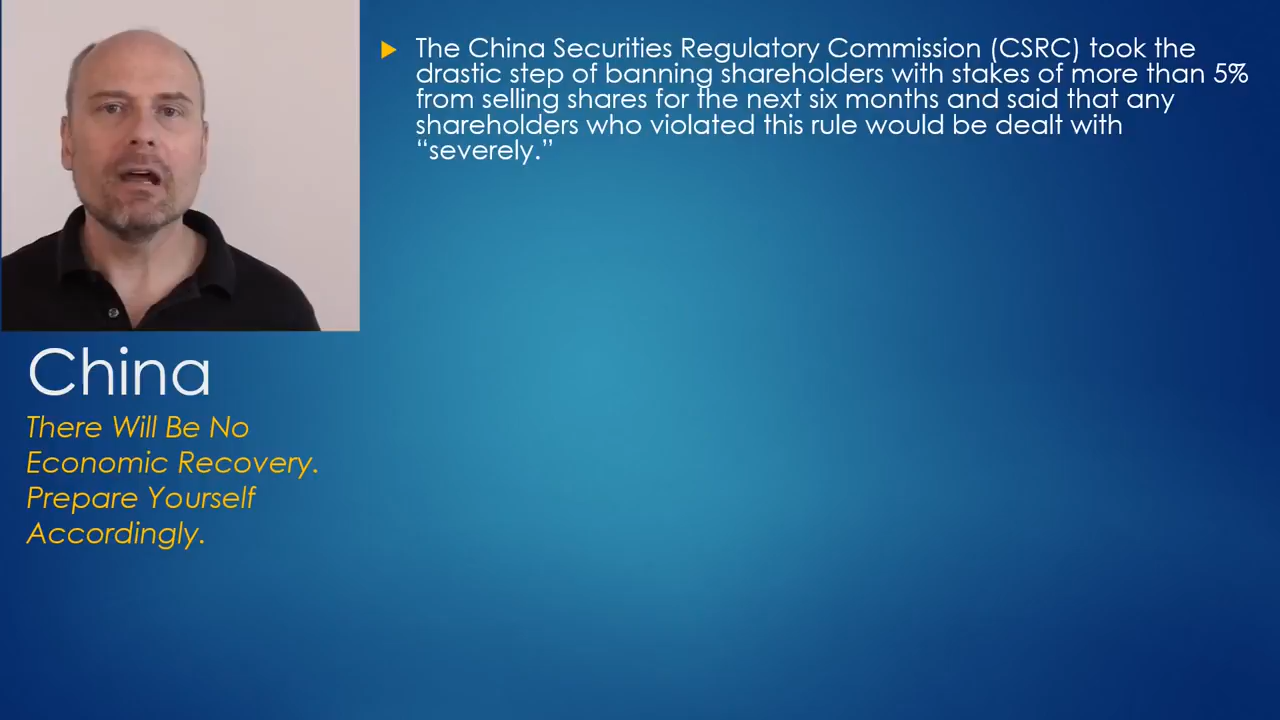 The China Securities Regulatory Commission (CSRC) took the
drastic step of banning shareholders with stakes of more than 5%
from selling shares for the next six months and said that any
shareholders who violated this rule would be dealt with
“severely.”
China
There Will Be No
Economic Recovery.
Prepare Yourself
Accordingly.